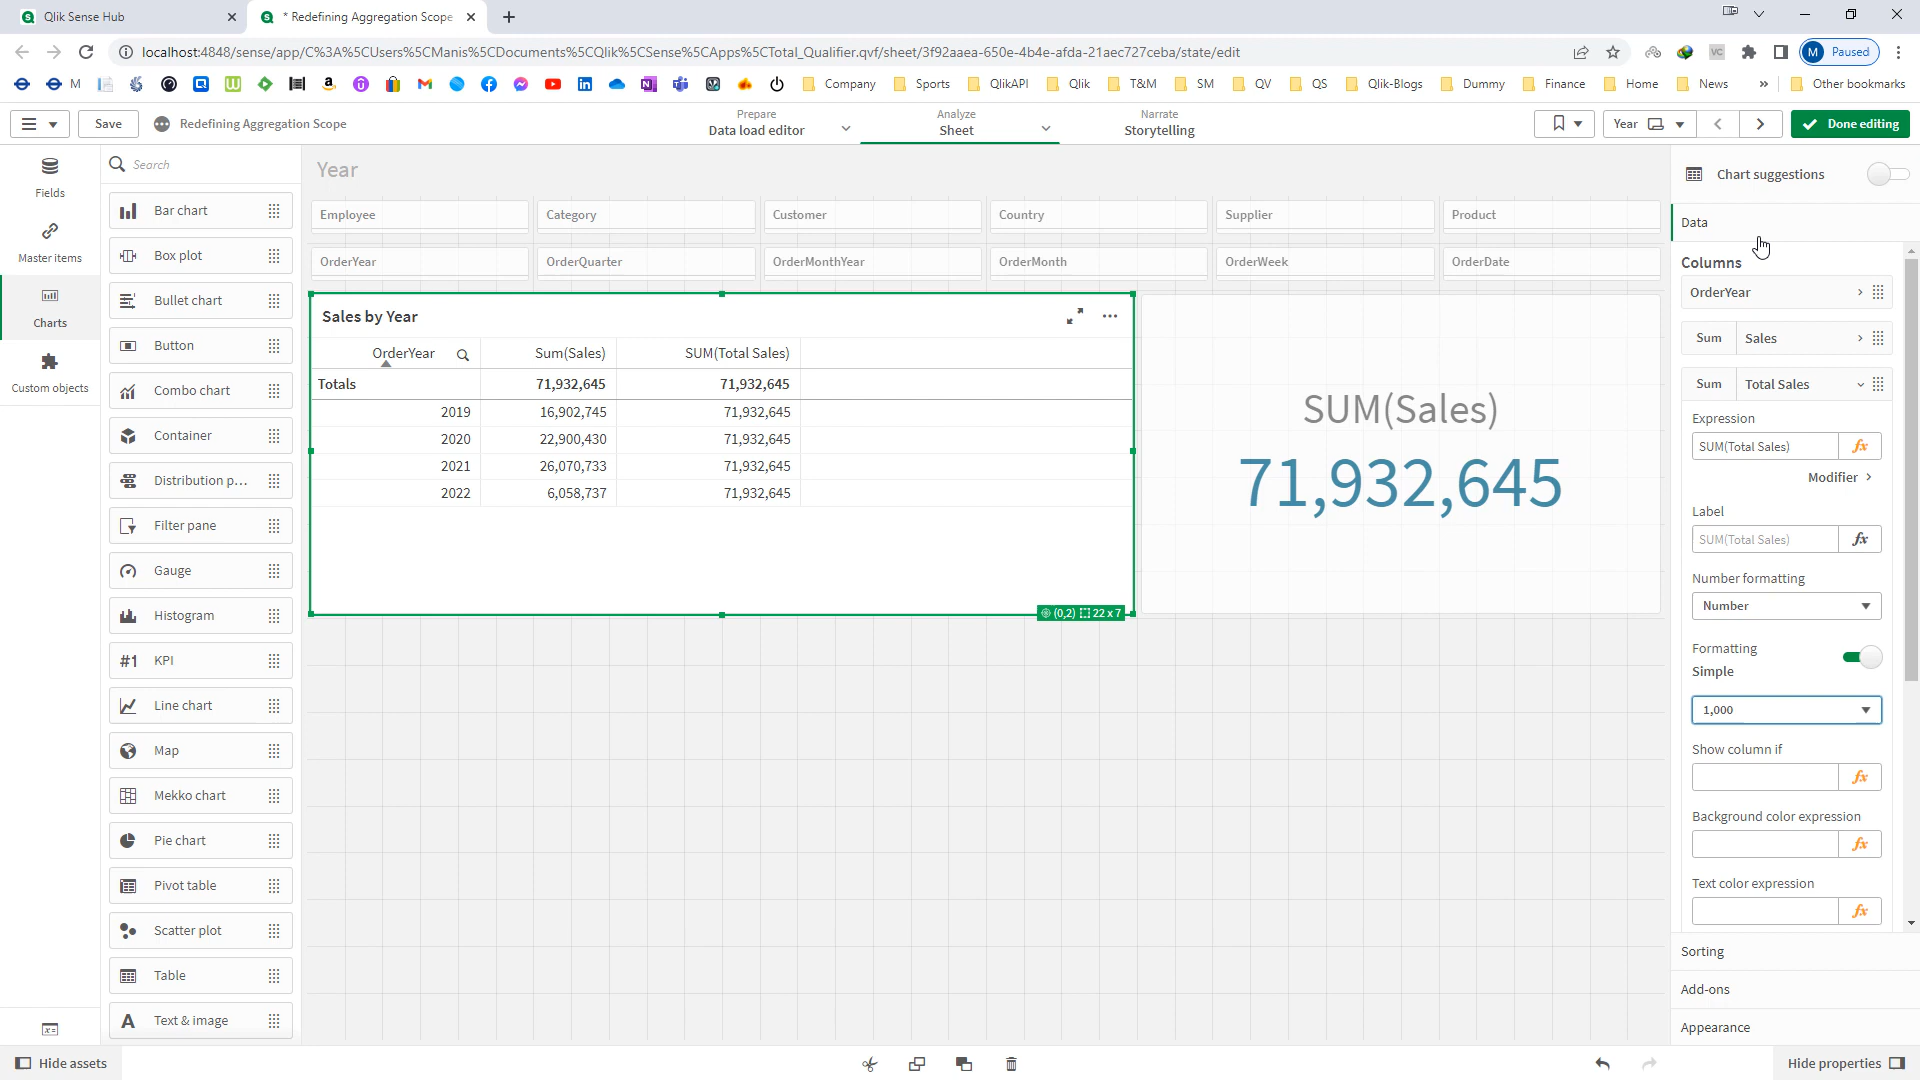 Qlik Sense Hub
* Redefining Aggregation Scope
localhost:4848/sense/app/C%3A%5CUsers%5CManis%5CDocuments%5CQlik%5CSense%5CApps%5CTotal_Qualifier.qvf/sheet/3f92aaea-650e-4b4e-afda-21aec727ceba/state/edit
M Paused
M
Company
Sports
QlikAPI
Qlik
T&M
SM
QV
QS
Qlik-Blogs
Dummy
Finance
Home
News
»
Other bookmarks
Save
Redefining Aggregation Scope
Prepare
Data load editor
Analyze
Sheet
Narrate
Storytelling
Year
Done editing
Fields
Master items
Charts
Custom objects
Search
Bar chart
Box plot
Bullet chart
Button
Combo chart
Container
Distribution p...
Filter pane
Gauge
Histogram
#1 KPI
Line chart
Map
Mekko chart
Pie chart
Pivot table
Scatter plot
Table
A Text & image
Year
Employee
Category
Customer
Country
Supplier
Product
OrderYear
OrderQuarter
OrderMonthYear
OrderMonth
OrderWeek
OrderDate
Sales by Year
OrderYear Sum(Sales) SUM(Total Sales)
Totals 71,932,645 71,932,645
2019 16,902,745 71,932,645
2020 22,900,430 71,932,645
2021 26,070,733 71,932,645
2022 6,058,737 71,932,645
(0,2) 22 x 7
SUM(Sales)
71,932,645
Chart suggestions
Data
Columns
OrderYear
Sum Sales
Sum Total Sales
Expression
SUM(Total Sales) fx
Modifier
Label
SUM(Total Sales) fx
Number formatting
Number
Formatting
Simple
1,000
Show column if
fx
Background color expression
fx
Text color expression
fx
Sorting
Add-ons
Appearance
Hide assets
Hide properties